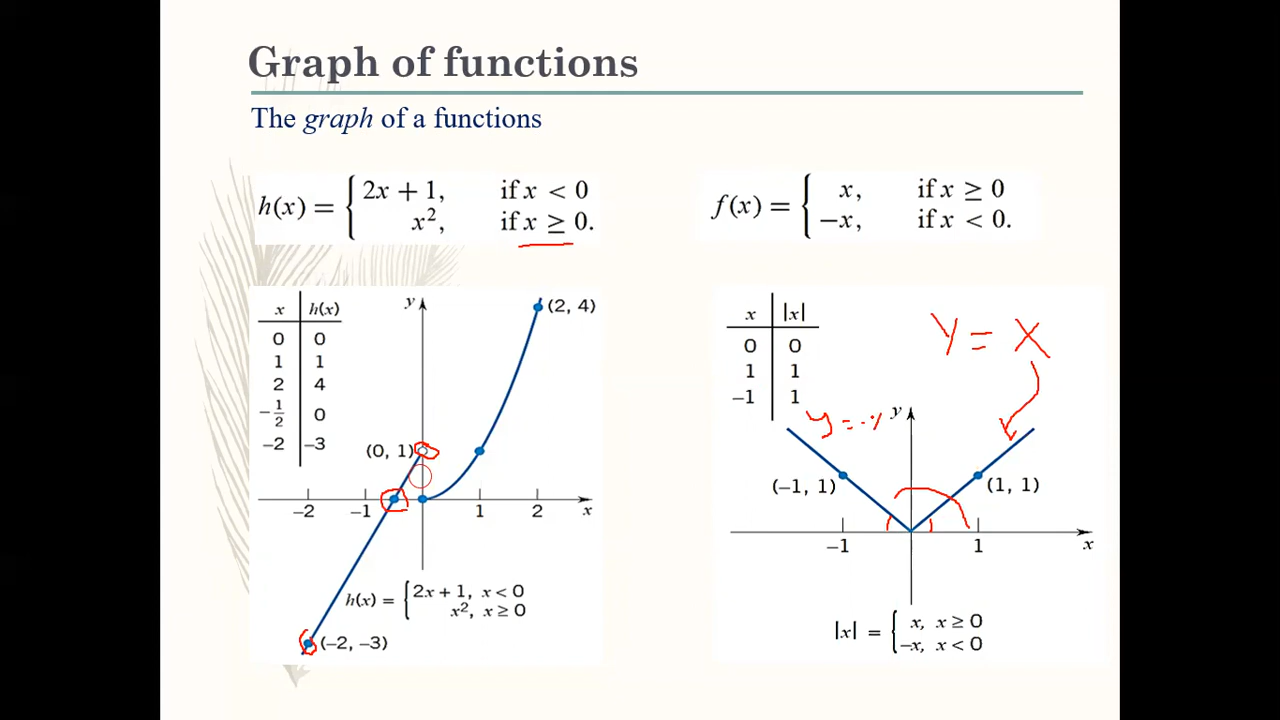 Graph of functions
The graph of a functions
h(x) = { 2x + 1, if x < 0
x², if x ≥ 0.
f(x) = { x, if x ≥ 0
−x, if x < 0.
x h(x)
0 0
1 1
2 4
−1/2 0
−2 −3
y
(2, 4)
(0, 1)
−2 −1 1 2 x
h(x) = { 2x + 1, x < 0
x², x ≥ 0
(−2, −3)
x |x|
0 0
1 1
−1 1
y = x
y = -x
y
(−1, 1)
(1, 1)
−1 1 x
|x| = { x, x ≥ 0
−x, x < 0